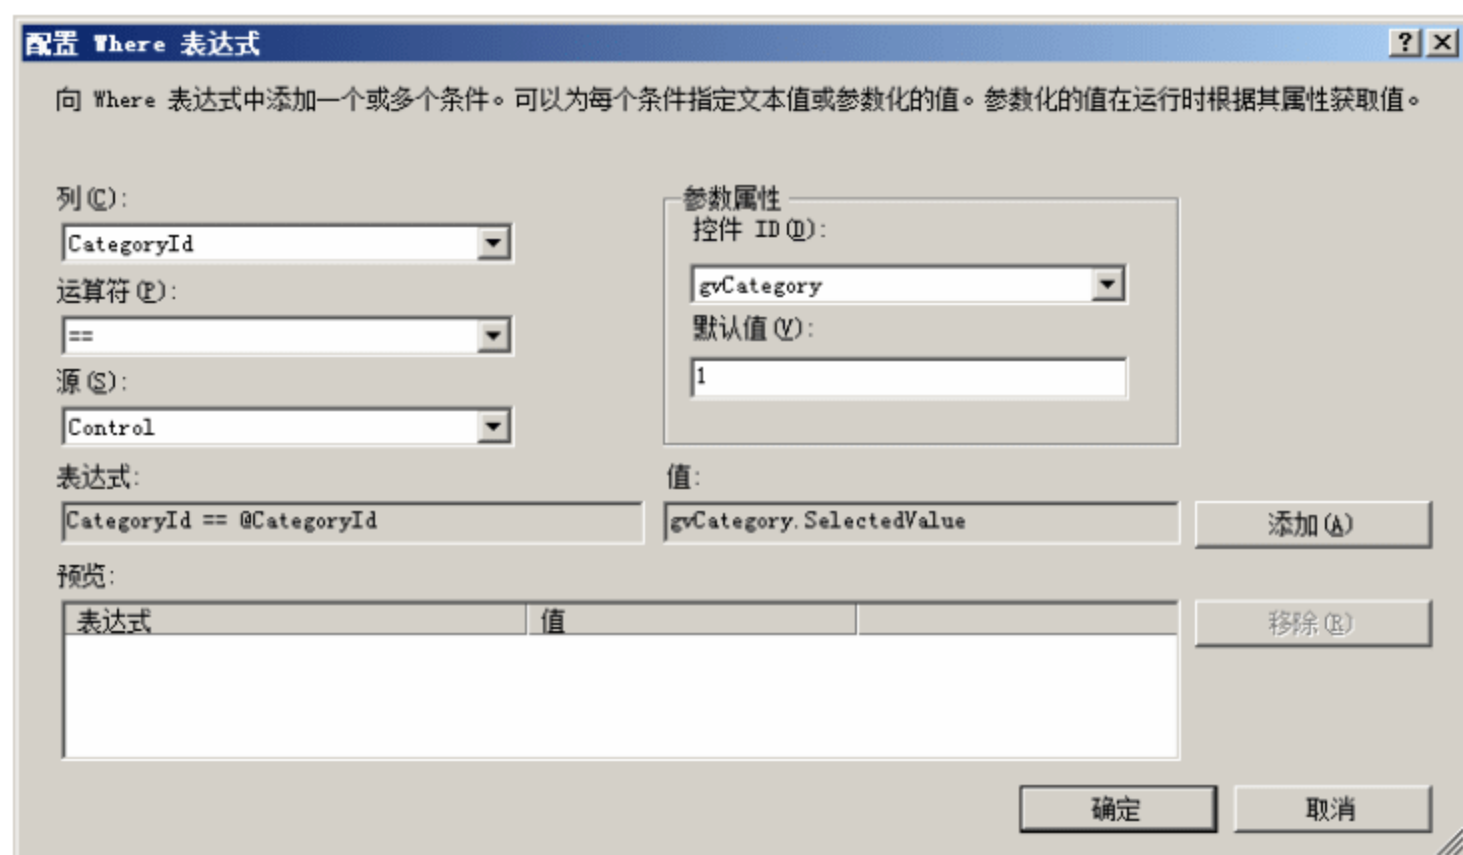 配置 Where 表达式
向 Where 表达式中添加一个或多个条件。可以为每个条件指定文本值或参数化的值。参数化的值在运行时根据其属性获取值。
列(C):
CategoryId
运算符(P):
==
源(S):
Control
参数属性
控件 ID(D):
gvCategory
默认值(V):
1
表达式:
CategoryId == @CategoryId
值:
gvCategory.SelectedValue
添加(A)
预览:
表达式 值
移除(R)
确定 取消